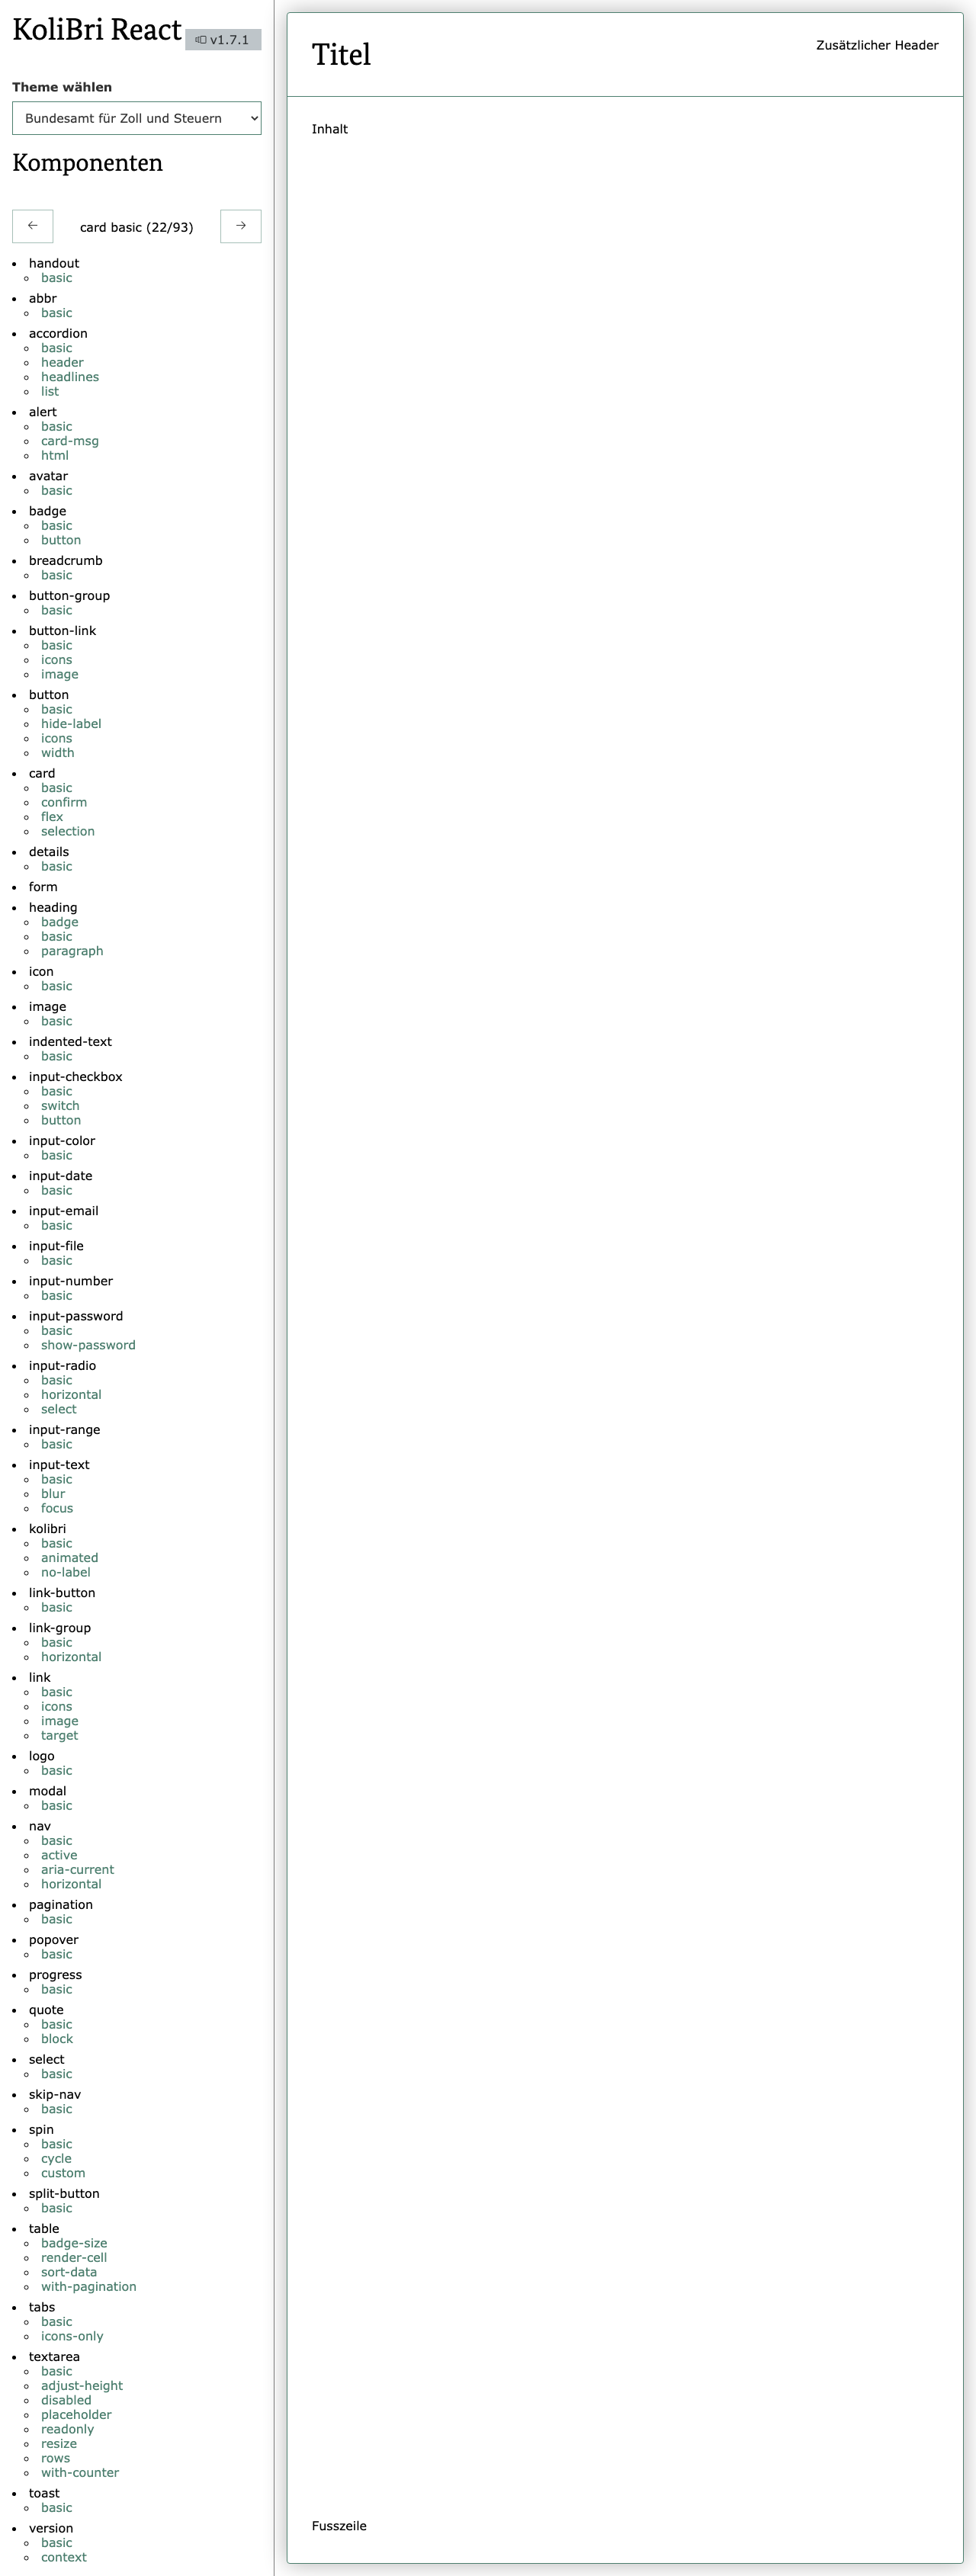 KoliBri React
v1.7.1
Theme wählen
Bundesamt für Zoll und Steuern
Komponenten
←
card basic (22/93)
→
handout
basic
abbr
basic
accordion
basic
header
headlines
list
alert
basic
card-msg
html
avatar
basic
badge
basic
button
breadcrumb
basic
button-group
basic
button-link
basic
icons
image
button
basic
hide-label
icons
width
card
basic
confirm
flex
selection
details
basic
form
heading
badge
basic
paragraph
icon
basic
image
basic
indented-text
basic
input-checkbox
basic
switch
button
input-color
basic
input-date
basic
input-email
basic
input-file
basic
input-number
basic
input-password
basic
show-password
input-radio
basic
horizontal
select
input-range
basic
input-text
basic
blur
focus
kolibri
basic
animated
no-label
link-button
basic
link-group
basic
horizontal
link
basic
icons
image
target
logo
basic
modal
basic
nav
basic
active
aria-current
horizontal
pagination
basic
popover
basic
progress
basic
quote
basic
block
select
basic
skip-nav
basic
spin
basic
cycle
custom
split-button
basic
table
badge-size
render-cell
sort-data
with-pagination
tabs
basic
icons-only
textarea
basic
adjust-height
disabled
placeholder
readonly
resize
rows
with-counter
toast
basic
version
basic
context
Titel
Zusätzlicher Header
Inhalt
Fusszeile